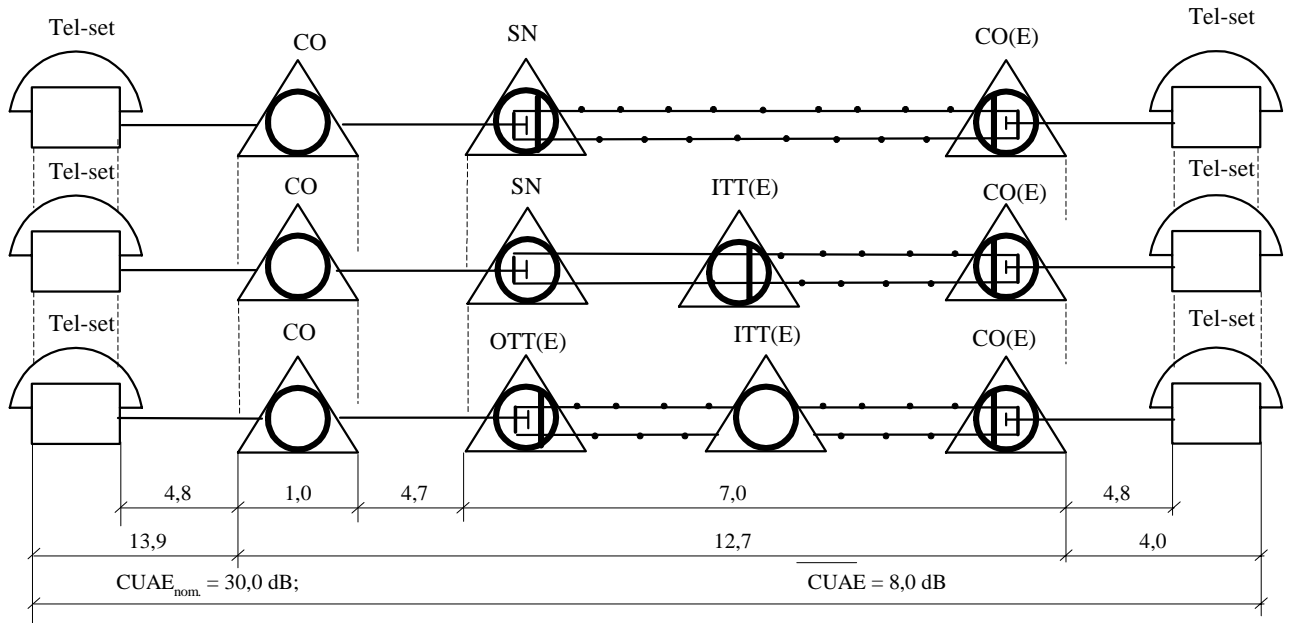 Tel-set CO SN CO(E) Tel-set
Tel-set CO SN ITT(E) CO(E) Tel-set
Tel-set CO OTT(E) ITT(E) CO(E) Tel-set
4,8 1,0 4,7 7,0 4,8
13,9 12,7 4,0
CUAEnom. = 30,0 dB; CUAE = 8,0 dB